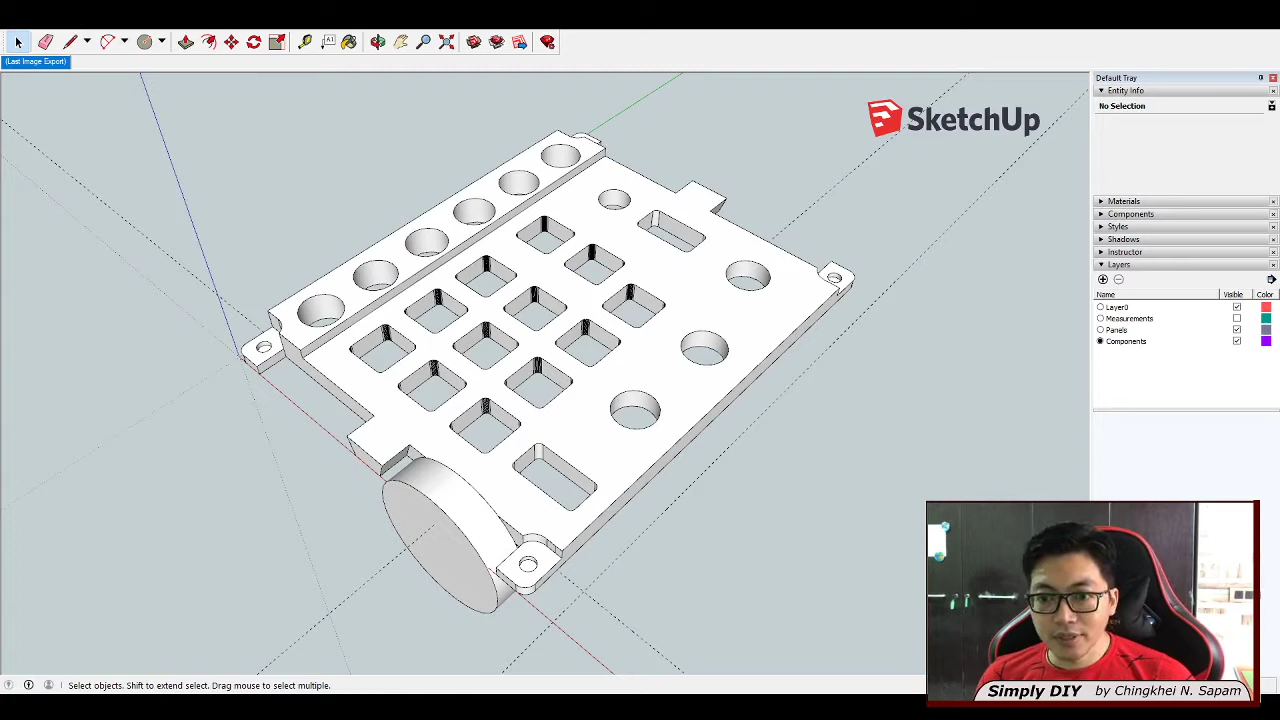 (Last Image Export)
Default Tray
Entity Info
No Selection
SketchUp
Materials
Components
Styles
Shadows
Instructor
Layers
Name Visible Color
Layer0
Measurements
Panels
Components
Select objects. Shift to extend select. Drag mouse to select multiple.
Simply DIY by Chingkhei N. Sapam